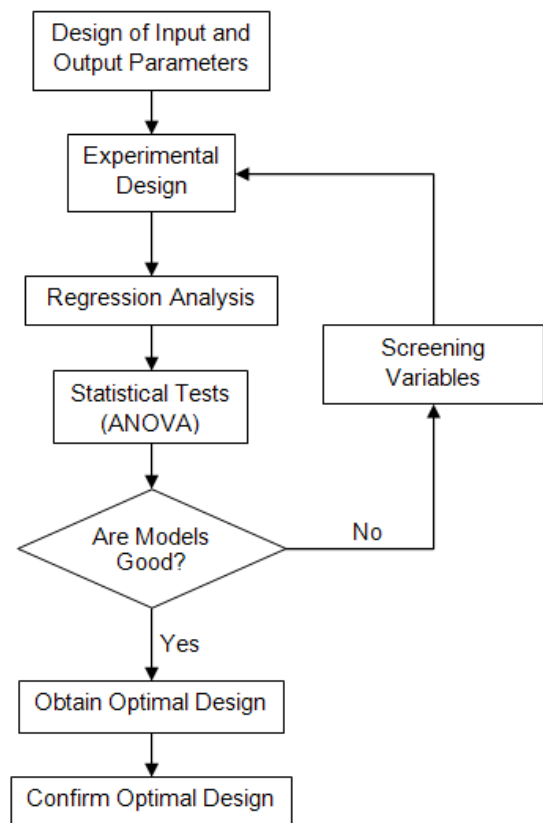 Design of Input and
Output Parameters
Experimental
Design
Regression Analysis
Screening
Variables
Statistical Tests
(ANOVA)
Are Models
Good?
No
Yes
Obtain Optimal Design
Confirm Optimal Design